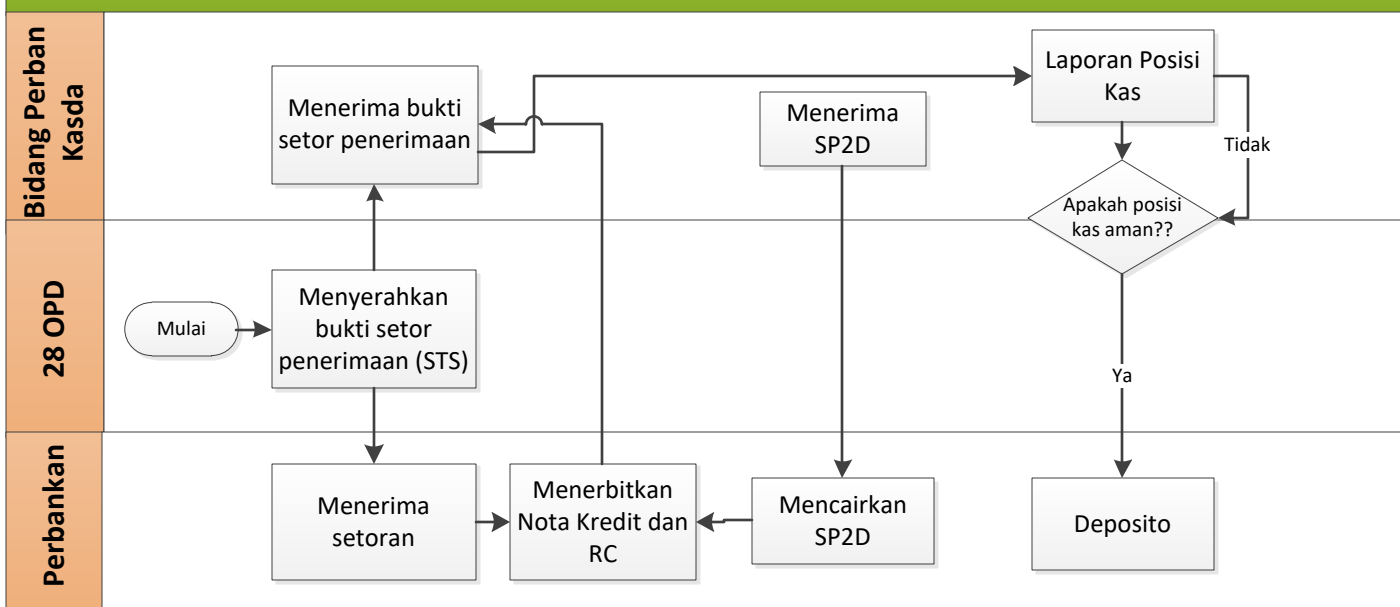 Bidang Perban
Kasda
Menerima bukti
setor penerimaan
Menerima
SP2D
Laporan Posisi
Kas
Tidak
Apakah posisi
kas aman??
28 OPD
Mulai
Menyerahkan
bukti setor
penerimaan (STS)
Ya
Perbankan
Menerima
setoran
Menerbitkan
Nota Kredit dan
RC
Mencairkan
SP2D
Deposito